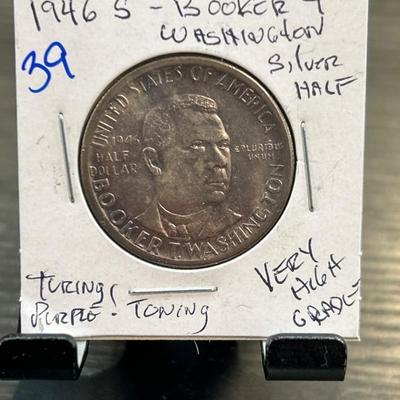 1946 S - BOOKER T
WASHINGTON
SILVER
HALF
39
UNITED STATES OF AMERICA
1946
HALF
DOLLAR
E PLURIBUS
UNUM
BOOKER T. WASHINGTON
TURING!
PURPLE! TONING
VERY
HIGH
GRADE